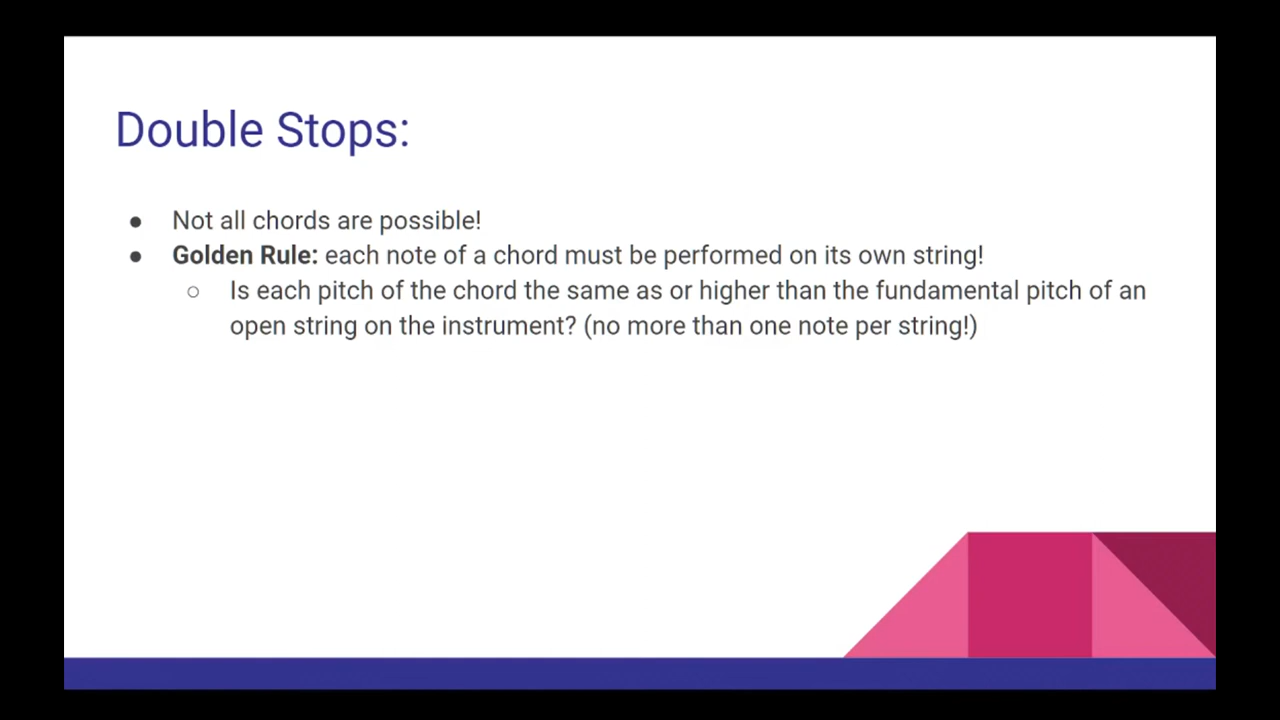 Double Stops:
● Not all chords are possible!
● Golden Rule: each note of a chord must be performed on its own string!
○ Is each pitch of the chord the same as or higher than the fundamental pitch of an
open string on the instrument? (no more than one note per string!)